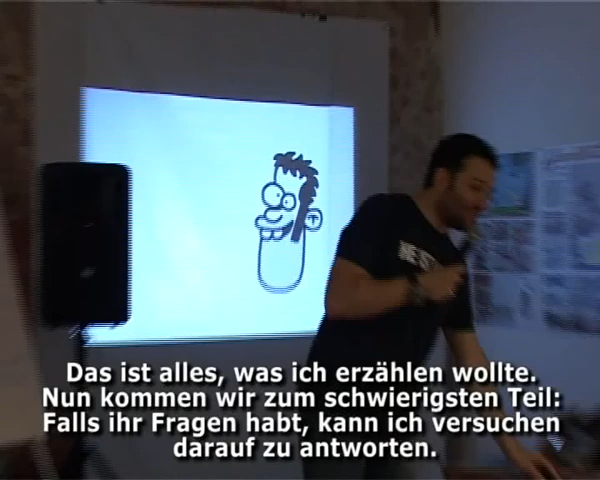 Das ist alles, was ich erzählen wollte.
Nun kommen wir zum schwierigsten Teil:
Falls ihr Fragen habt, kann ich versuchen
darauf zu antworten.